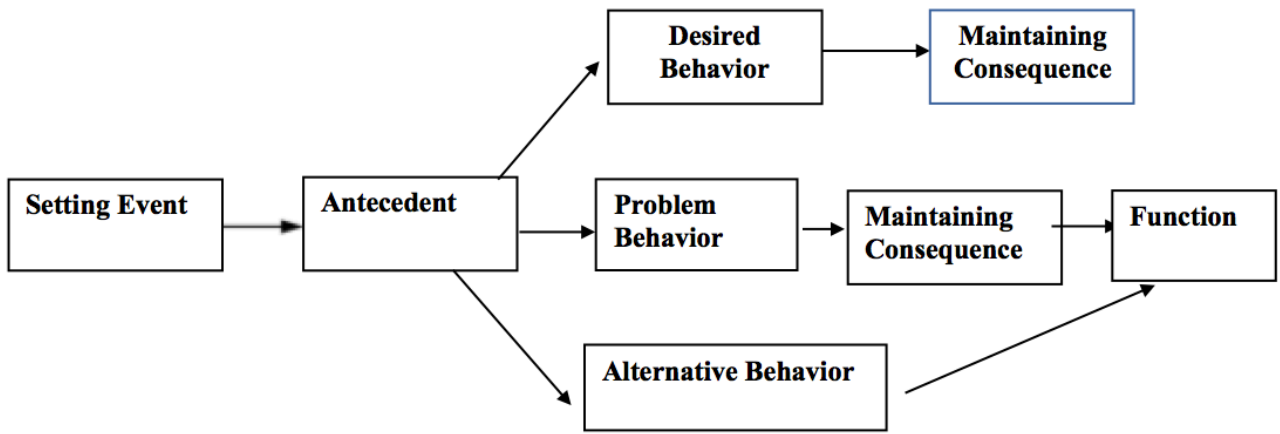 Desired
Behavior
Maintaining
Consequence
Setting Event
Antecedent
Problem
Behavior
Maintaining
Consequence
Function
Alternative Behavior